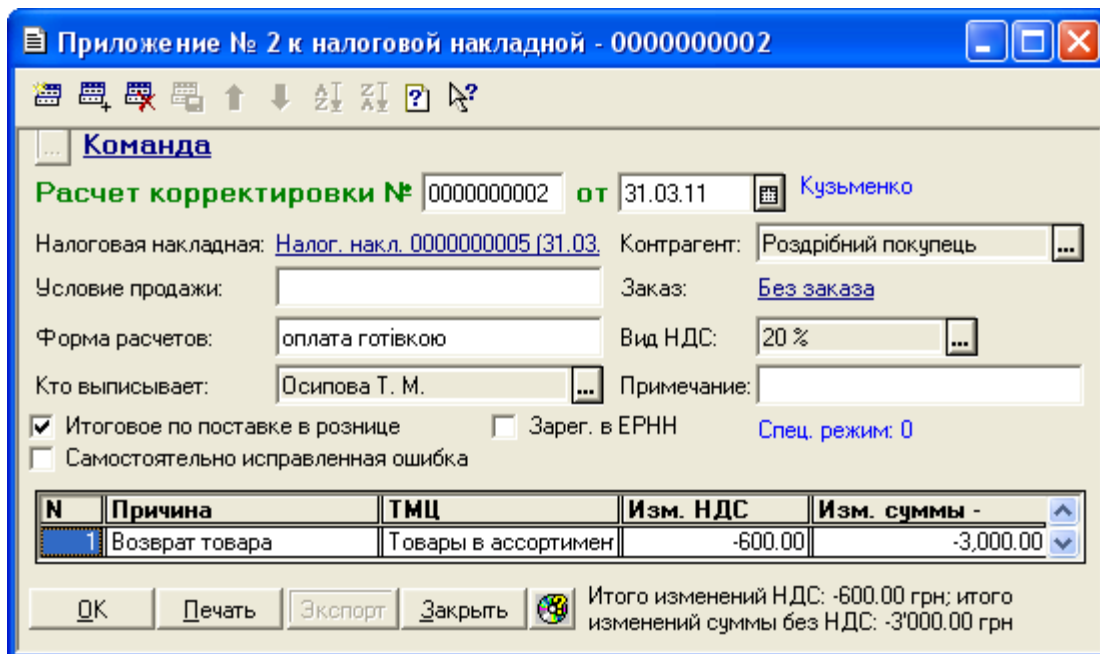 Приложение № 2 к налоговой накладной - 0000000002
... Команда
Расчет корректировки № 0000000002 от 31.03.11 Кузьменко
Налоговая накладная: Налог. накл. 0000000005 (31.03. Контрагент: Роздрібний покупець ...
Условие продажи: Заказ: Без заказа
Форма расчетов: оплата готівкою Вид НДС: 20 % ...
Кто выписывает: Осипова Т. М. ... Примечание:
Итоговое по поставке в рознице Зарег. в ЕРНН Спец. режим: 0
Самостоятельно исправленная ошибка
N Причина ТМЦ Изм. НДС Изм. суммы -
1 Возврат товара Товары в ассортимен -600.00 -3,000.00
OK Печать Экспорт Закрыть Итого изменений НДС: -600.00 грн; итого
изменений суммы без НДС: -3'000.00 грн